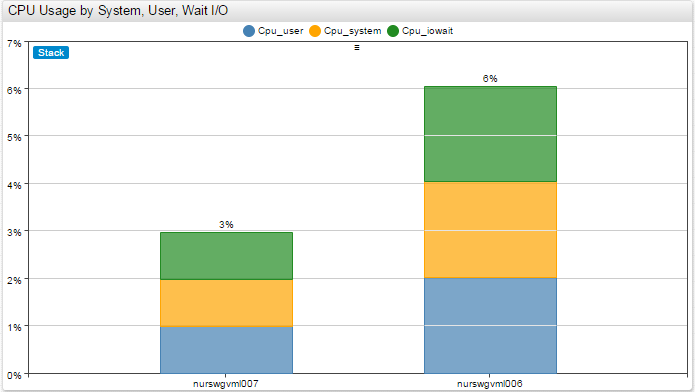 CPU Usage by System, User, Wait I/O
Cpu_user Cpu_system Cpu_iowait
Stack
7%
6%
5%
4%
3%
2%
1%
0%
3%
6%
nurswgvml007 nurswgvml006